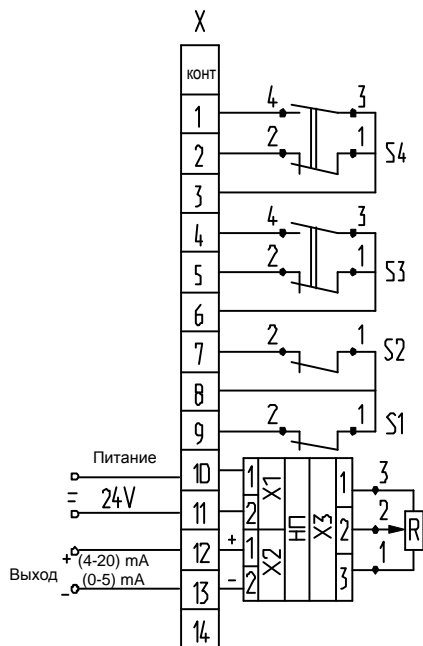 X
конт
1 4 3
2 2 1 S4
3
4 4 3
5 2 1 S3
6
7 2 1 S2
8
9 2 1 S1
Питание 10 1 X1 НП X3 1 3
= 24V 11 2 2 2 R
+ (4-20) mA 12 + 1 X2 3 1
Выход
- (0-5) mA 13 - 2
14